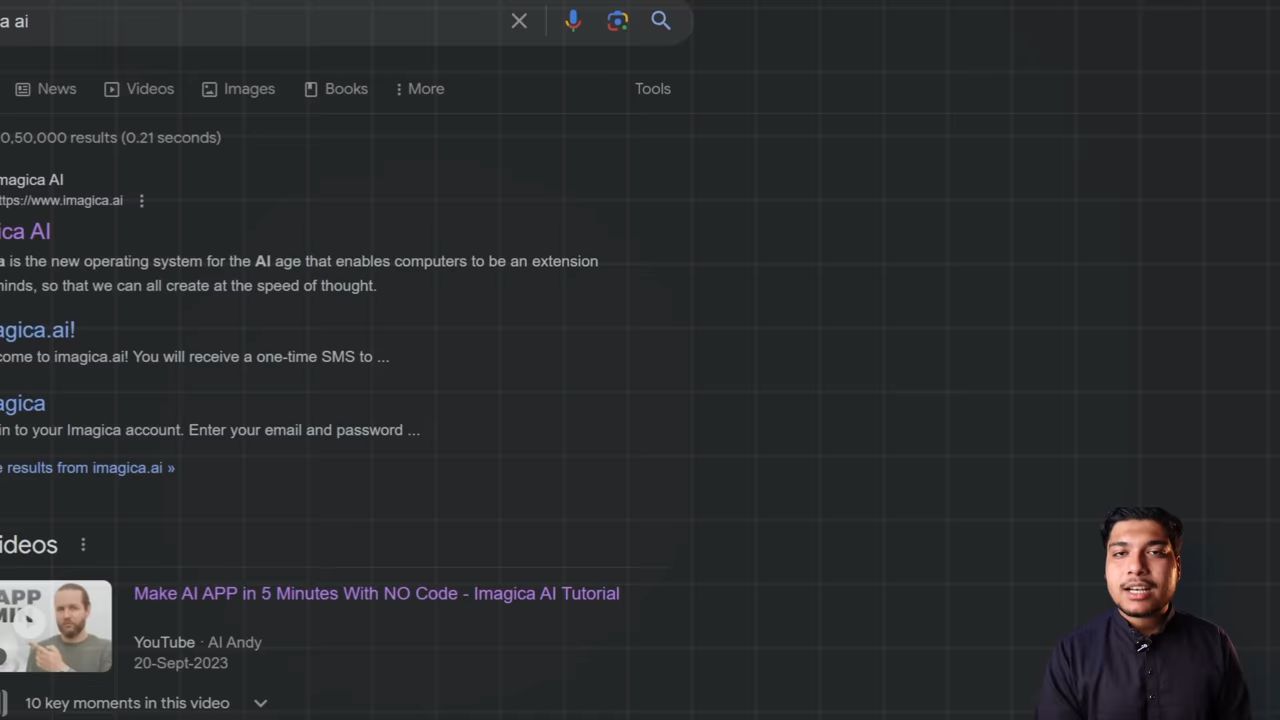 a ai
News Videos Images Books More Tools
0,50,000 results (0.21 seconds)
magica AI
ttps://www.imagica.ai
ica AI
a is the new operating system for the AI age that enables computers to be an extension
ninds, so that we can all create at the speed of thought.
agica.ai!
come to imagica.ai! You will receive a one-time SMS to ...
agica
in to your Imagica account. Enter your email and password ...
e results from imagica.ai »
ideos
APP
MIN
Make AI APP in 5 Minutes With NO Code - Imagica AI Tutorial
YouTube · AI Andy
20-Sept-2023
10 key moments in this video